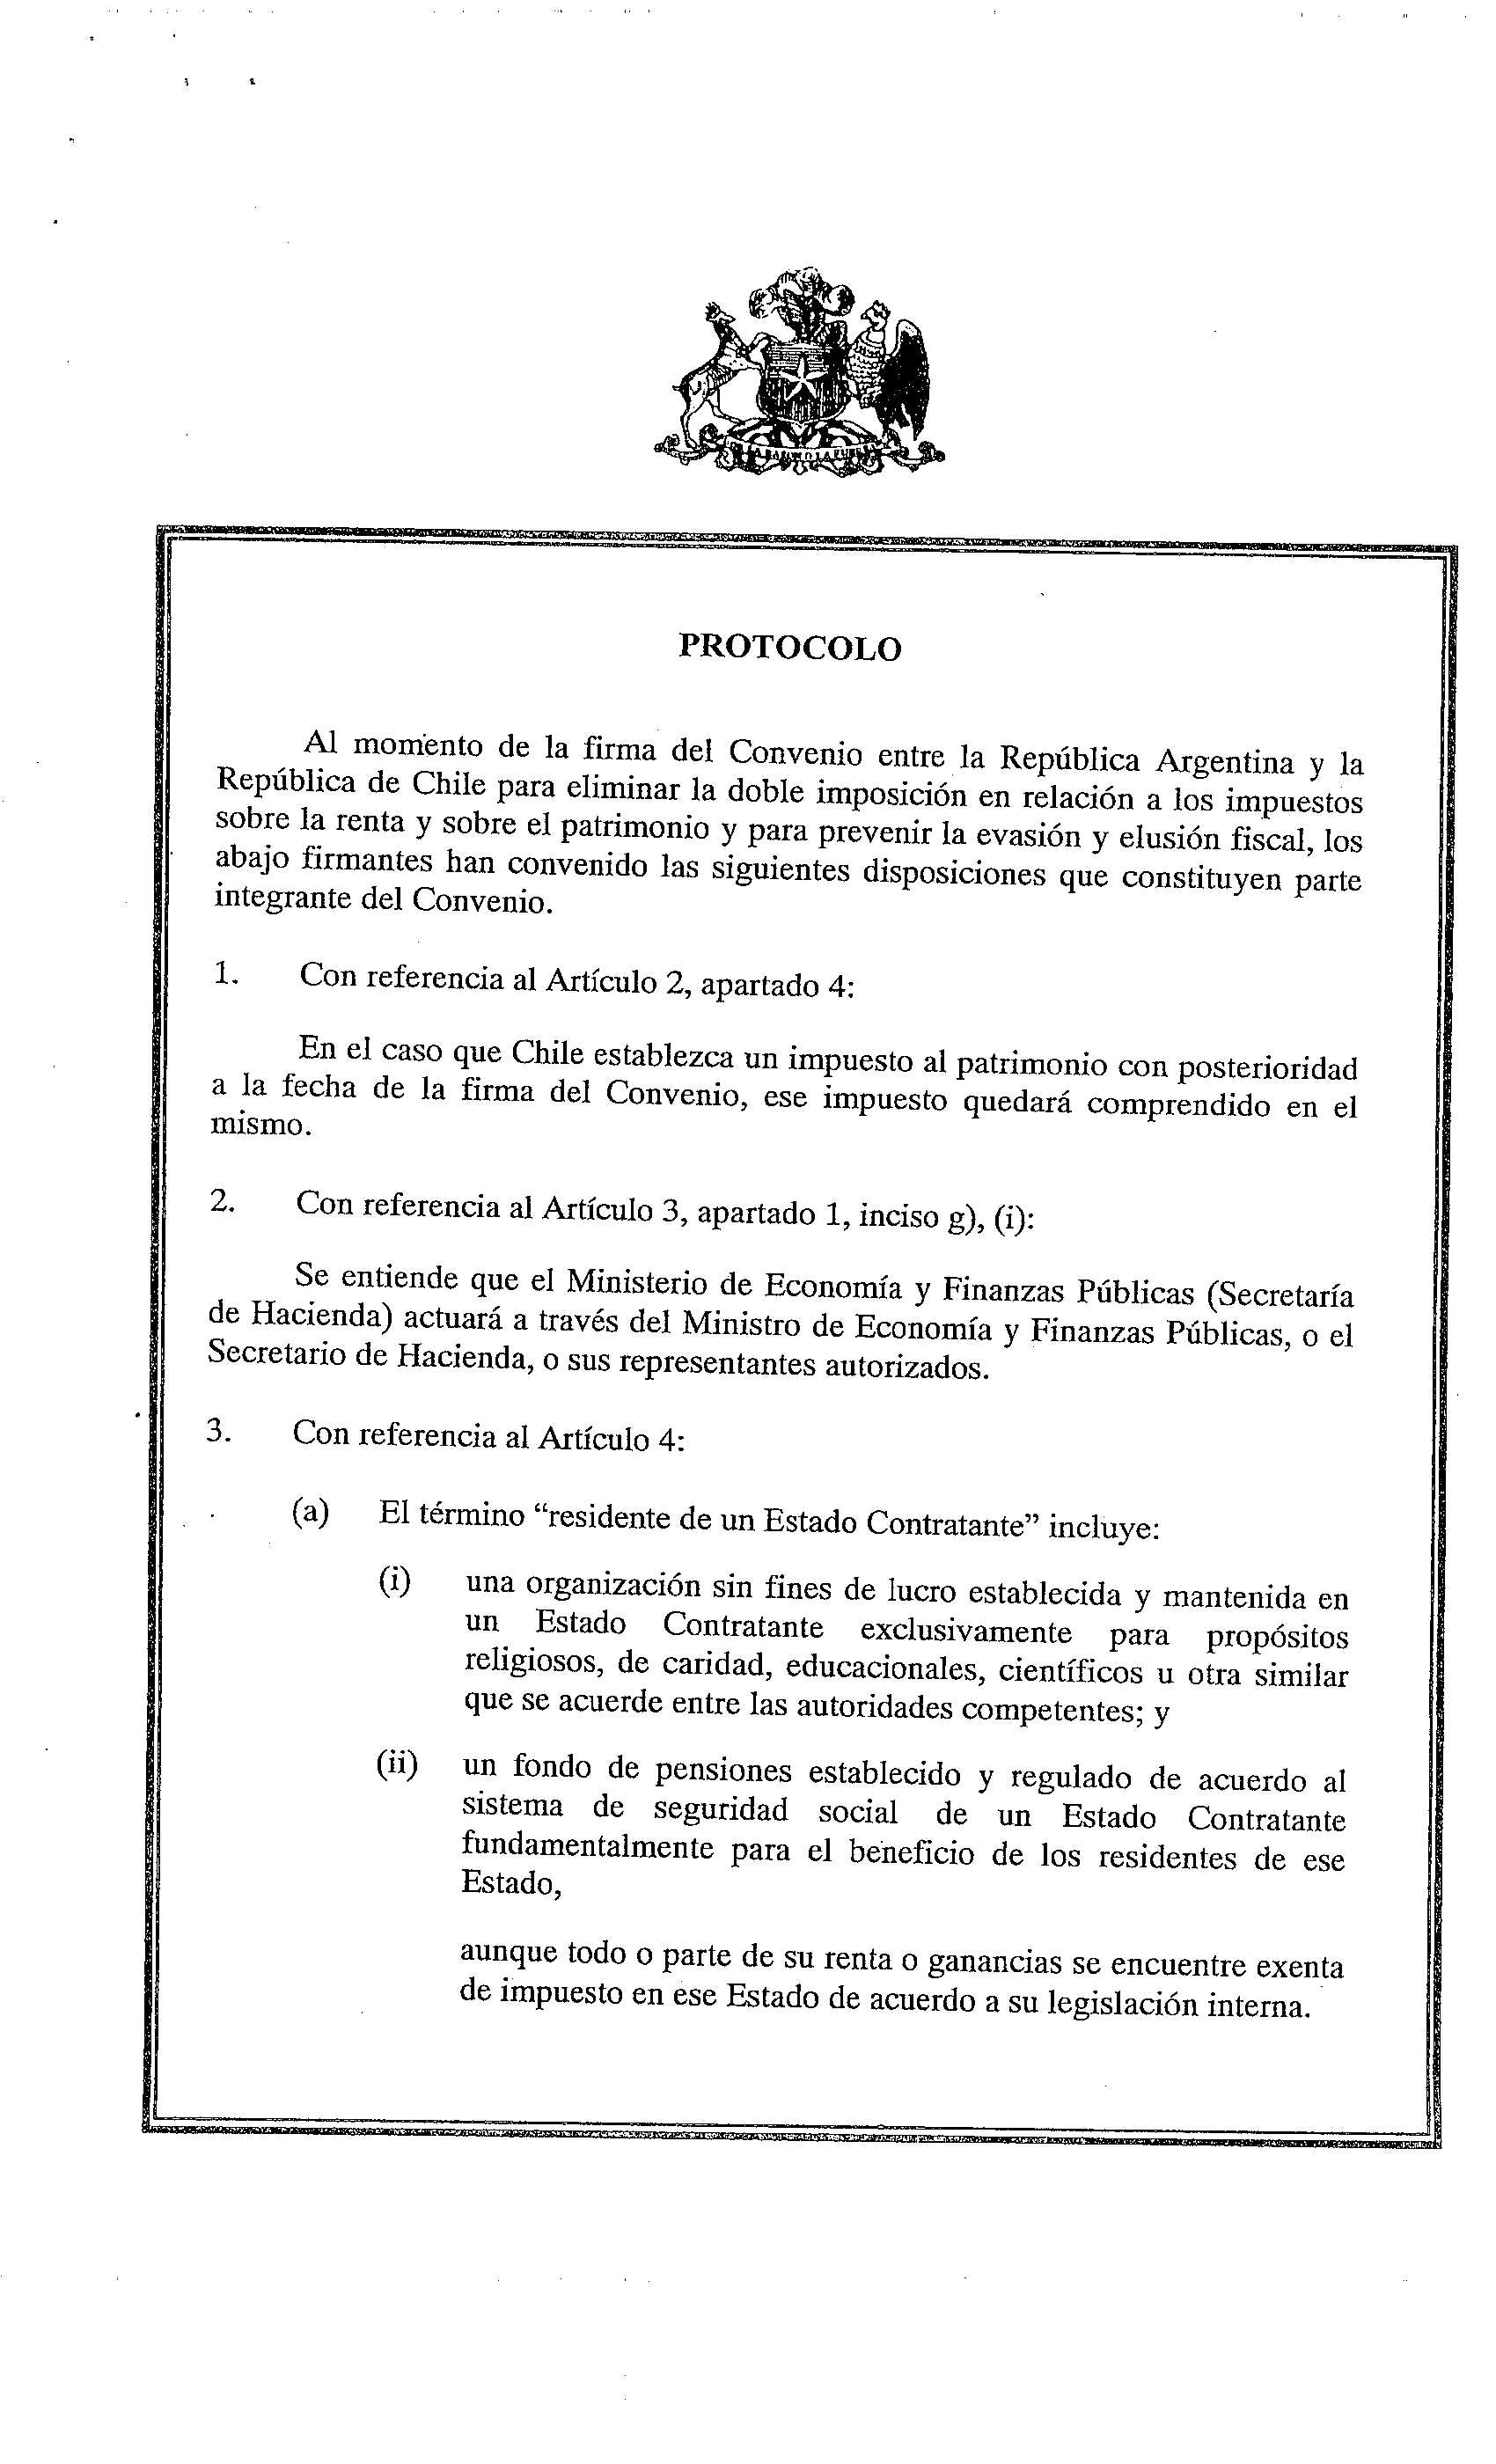 PROTOCOLO
Al momento de la firma del Convenio entre la República Argentina y la
República de Chile para eliminar la doble imposición en relación a los impuestos
sobre la renta y sobre el patrimonio y para prevenir la evasión y elusión fiscal, los
abajo firmantes han convenido las siguientes disposiciones que constituyen parte
integrante del Convenio.
1. Con referencia al Artículo 2, apartado 4:
En el caso que Chile establezca un impuesto al patrimonio con posterioridad
a la fecha de la firma del Convenio, ese impuesto quedará comprendido en el
mismo.
2. Con referencia al Artículo 3, apartado 1, inciso g), (i):
Se entiende que el Ministerio de Economía y Finanzas Públicas (Secretaría
de Hacienda) actuará a través del Ministro de Economía y Finanzas Públicas, o el
Secretario de Hacienda, o sus representantes autorizados.
3. Con referencia al Artículo 4:
(a) El término “residente de un Estado Contratante” incluye:
(i) una organización sin fines de lucro establecida y mantenida en
un Estado Contratante exclusivamente para propósitos
religiosos, de caridad, educacionales, científicos u otra similar
que se acuerde entre las autoridades competentes; y
(ii) un fondo de pensiones establecido y regulado de acuerdo al
sistema de seguridad social de un Estado Contratante
fundamentalmente para el beneficio de los residentes de ese
Estado,
aunque todo o parte de su renta o ganancias se encuentre exenta
de impuesto en ese Estado de acuerdo a su legislación interna.